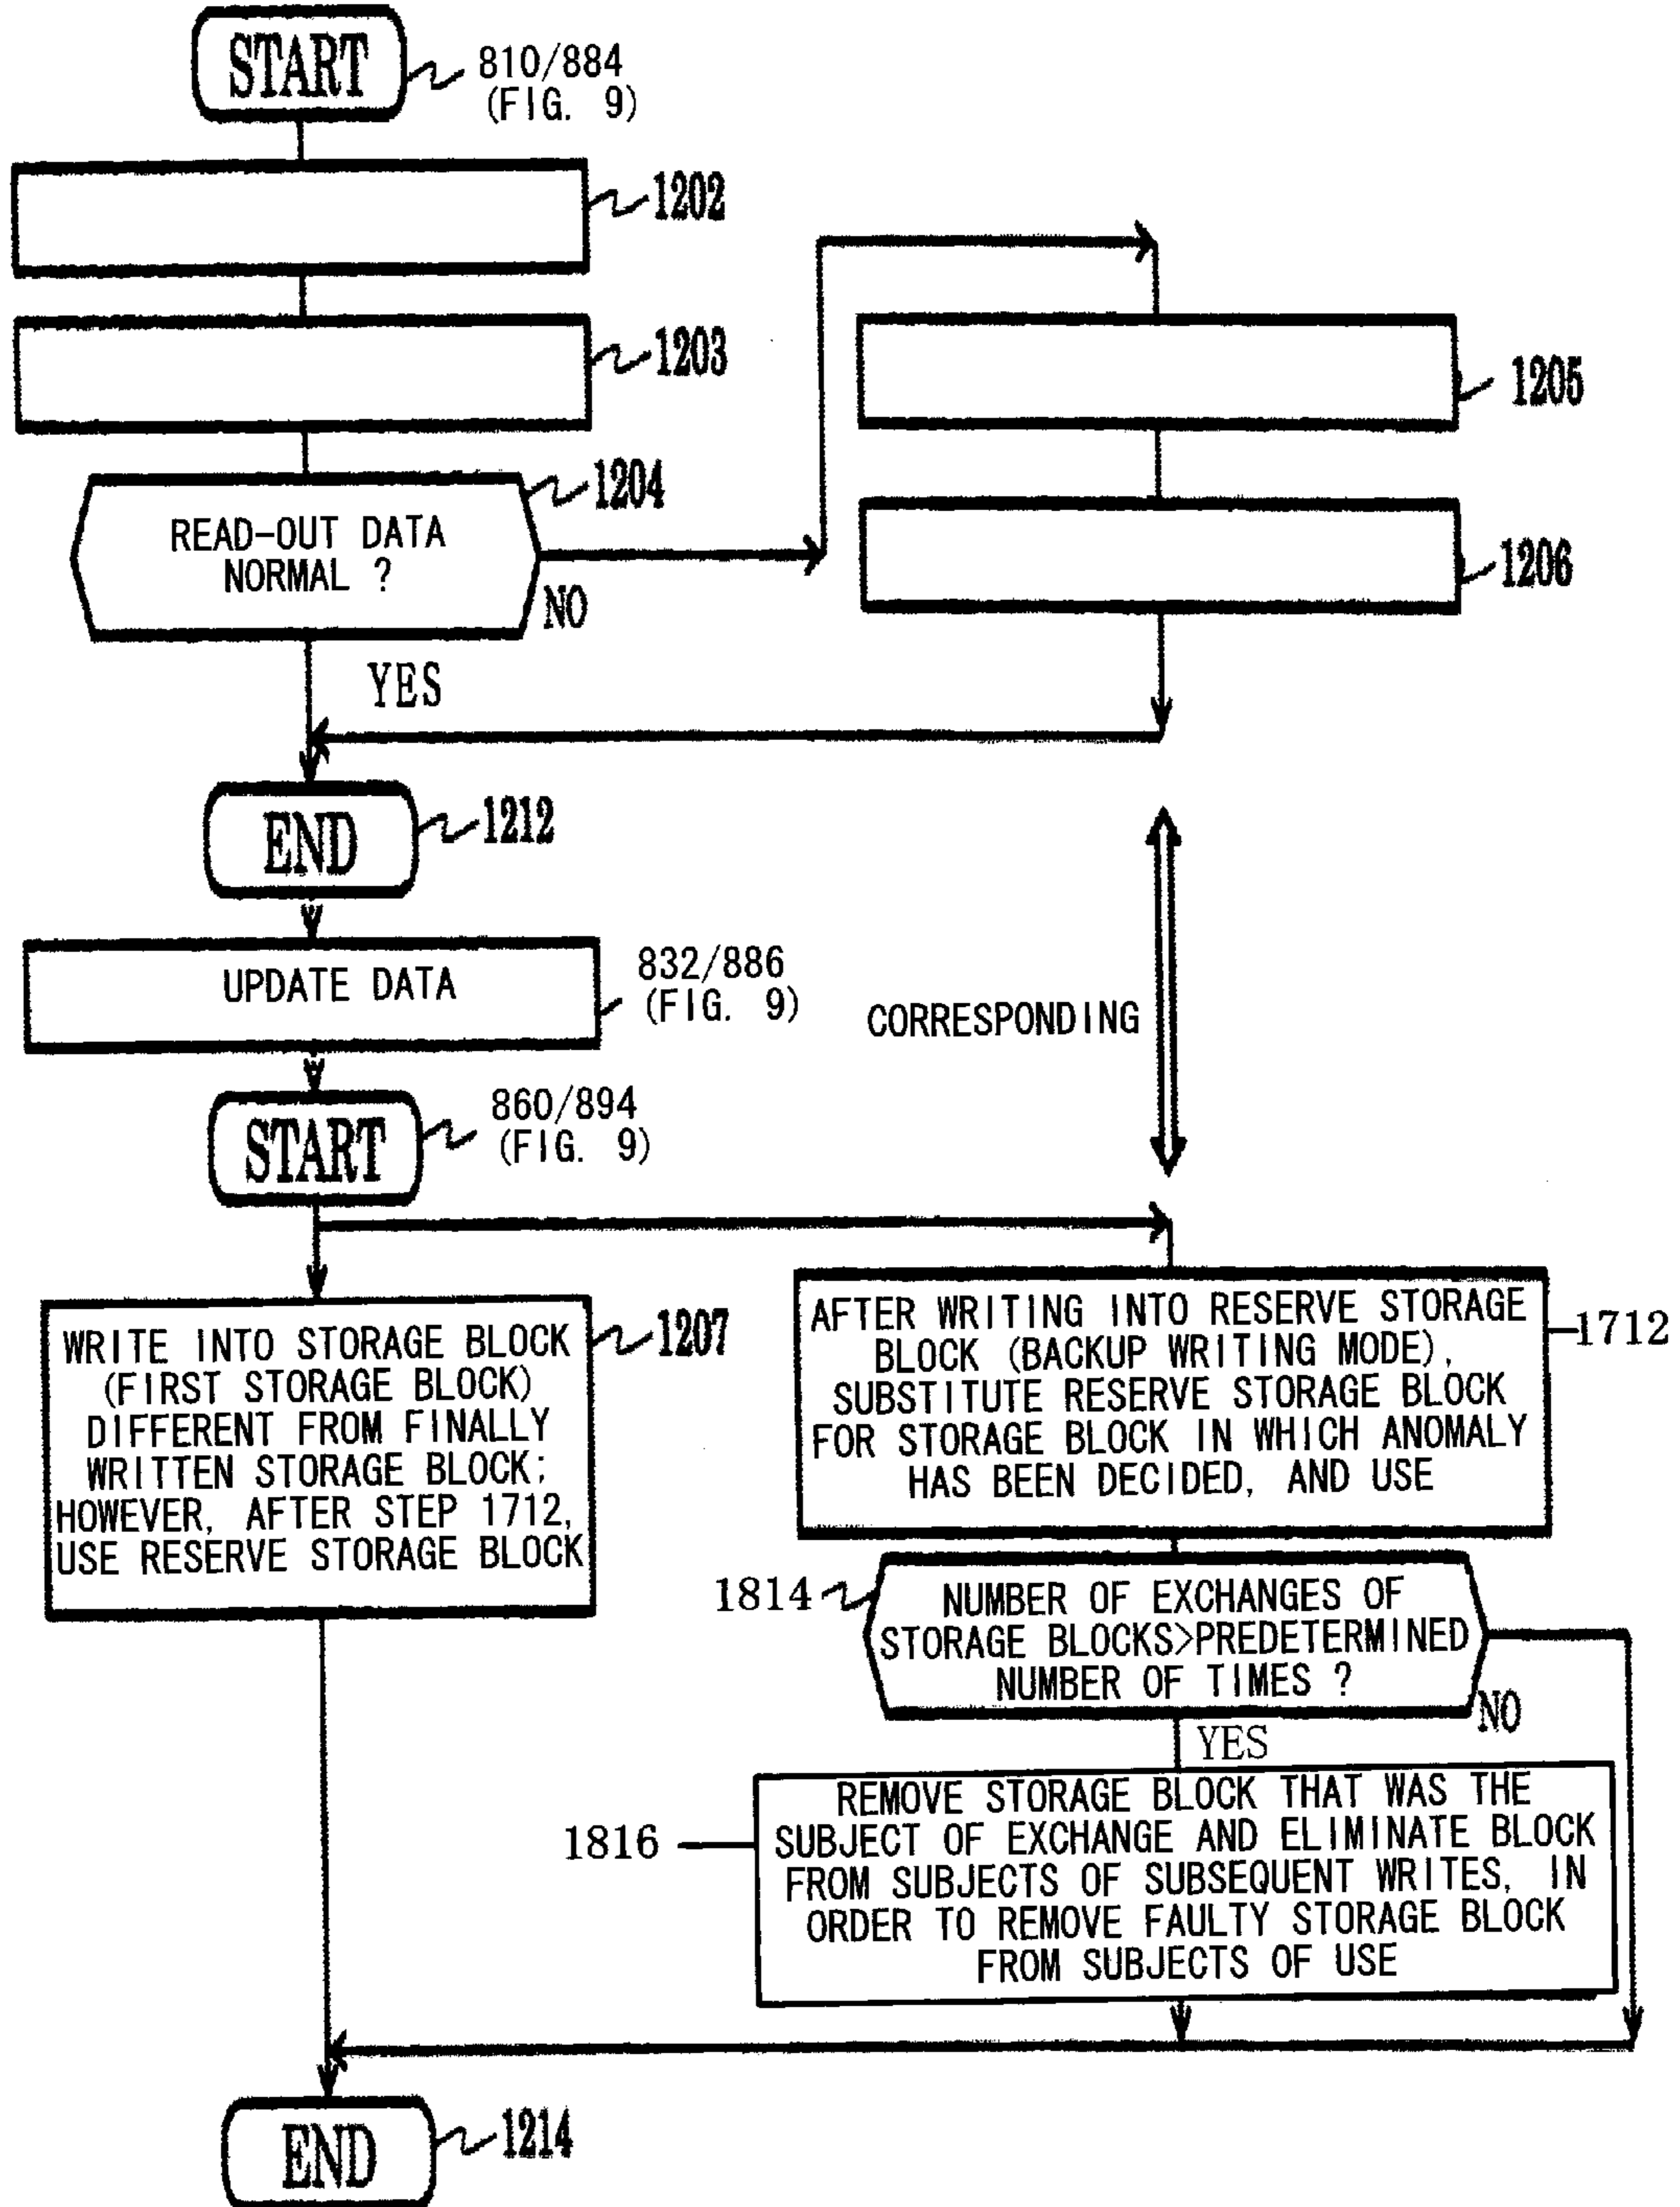 START
810/884
(FIG. 9)
1202
1203
1204
READ-OUT DATA
NORMAL ?
NO
YES
1205
1206
END
1212
UPDATE DATA
832/886
(FIG. 9)
CORRESPONDING
START
860/894
(FIG. 9)
WRITE INTO STORAGE BLOCK
(FIRST STORAGE BLOCK)
DIFFERENT FROM FINALLY
WRITTEN STORAGE BLOCK;
HOWEVER, AFTER STEP 1712,
USE RESERVE STORAGE BLOCK
1207
AFTER WRITING INTO RESERVE STORAGE
BLOCK (BACKUP WRITING MODE),
SUBSTITUTE RESERVE STORAGE BLOCK
FOR STORAGE BLOCK IN WHICH ANOMALY
HAS BEEN DECIDED, AND USE
1712
1814
NUMBER OF EXCHANGES OF
STORAGE BLOCKS>PREDETERMINED
NUMBER OF TIMES ?
NO
YES
1816
REMOVE STORAGE BLOCK THAT WAS THE
SUBJECT OF EXCHANGE AND ELIMINATE BLOCK
FROM SUBJECTS OF SUBSEQUENT WRITES, IN
ORDER TO REMOVE FAULTY STORAGE BLOCK
FROM SUBJECTS OF USE
END
1214